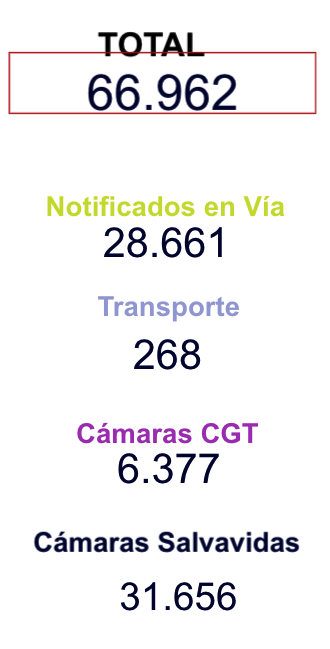 TOTAL
66.962
Notificados en Vía
28.661
Transporte
268
Cámaras CGT
6.377
Cámaras Salvavidas
31.656